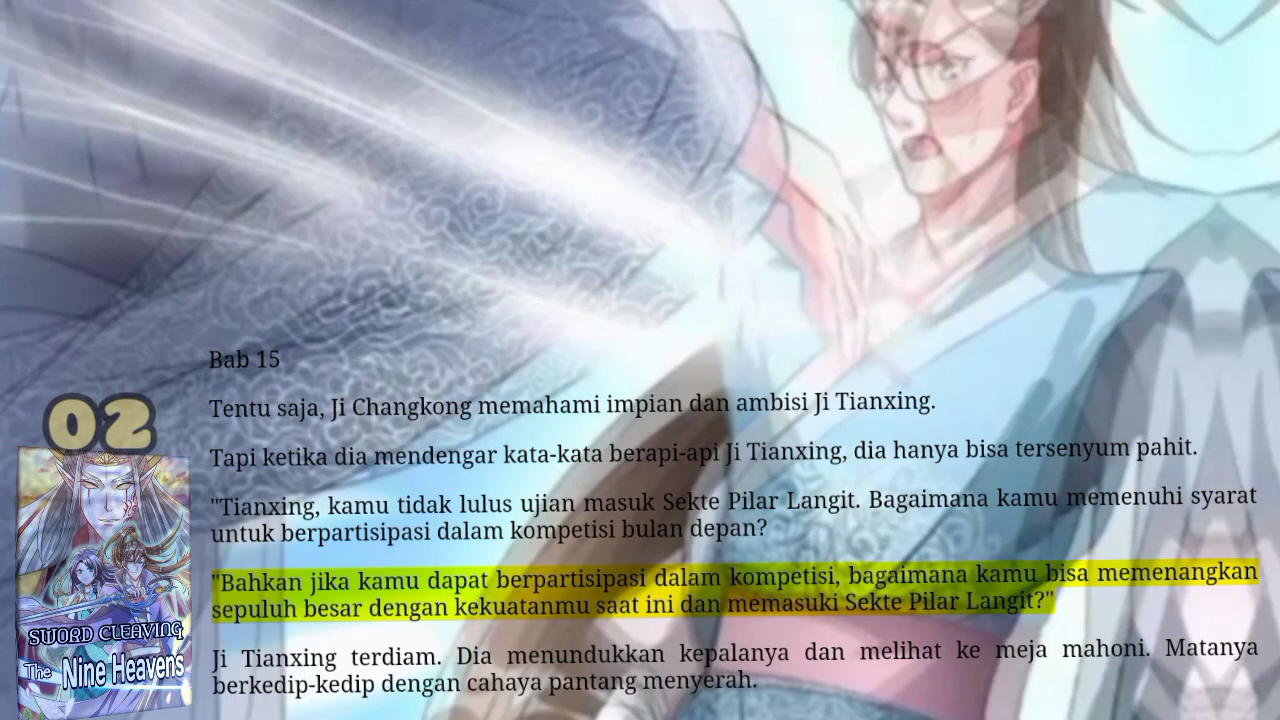 Bab 15
Tentu saja, Ji Changkong memahami impian dan ambisi Ji Tianxing.
Tapi ketika dia mendengar kata-kata berapi-api Ji Tianxing, dia hanya bisa tersenyum pahit.
"Tianxing, kamu tidak lulus ujian masuk Sekte Pilar Langit. Bagaimana kamu memenuhi syarat
untuk berpartisipasi dalam kompetisi bulan depan?
"Bahkan jika kamu dapat berpartisipasi dalam kompetisi, bagaimana kamu bisa memenangkan
sepuluh besar dengan kekuatanmu saat ini dan memasuki Sekte Pilar Langit?"
Ji Tianxing terdiam. Dia menundukkan kepalanya dan melihat ke meja mahoni. Matanya
berkedip-kedip dengan cahaya pantang menyerah.
02
SWORD CLEAVING
The Nine Heavens